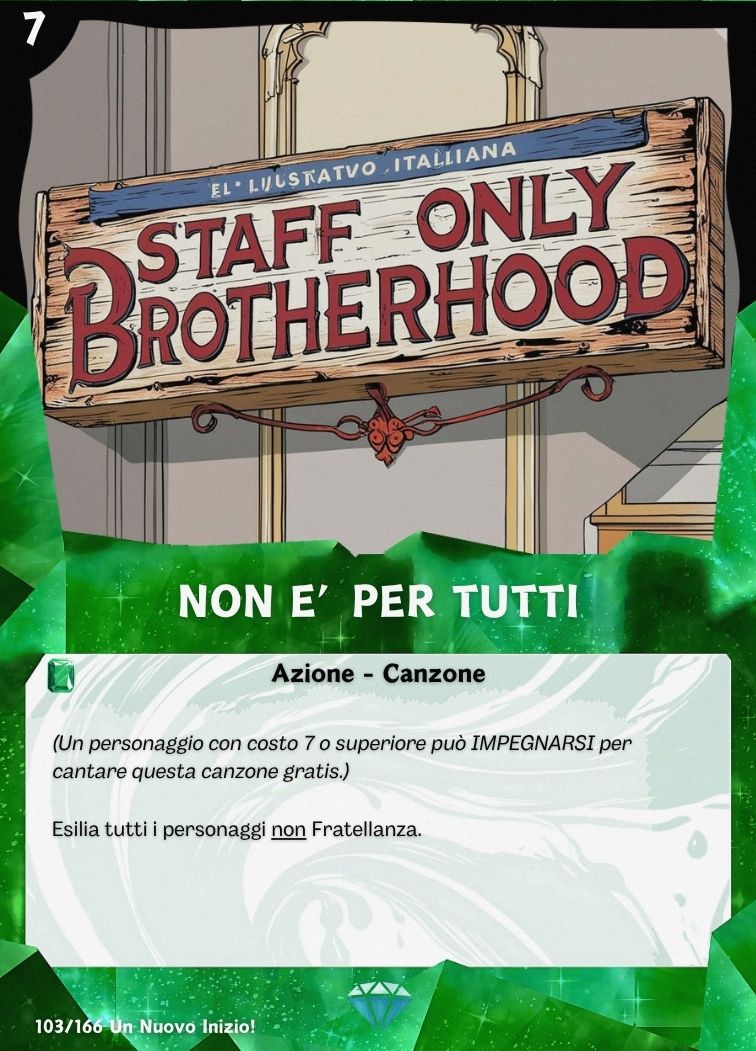 7
EL• LIUSTRATVO ITALLIANA
STAFF ONLY
BROTHERHOOD
NON E' PER TUTTI
Azione - Canzone
(Un personaggio con costo 7 o superiore può IMPEGNARSI per
cantare questa canzone gratis.)
Esilia tutti i personaggi non Fratellanza.
103/166 Un Nuovo Inizio!